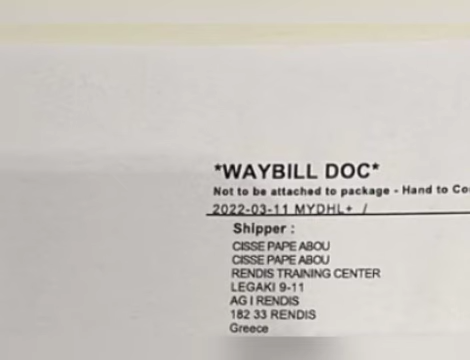 *WAYBILL DOC*
Not to be attached to package - Hand to Co
2022-03-11 MYDHL+ /
Shipper :
CISSE PAPE ABOU
CISSE PAPE ABOU
RENDIS TRAINING CENTER
LEGAKI 9-11
AG I RENDIS
182 33 RENDIS
Greece